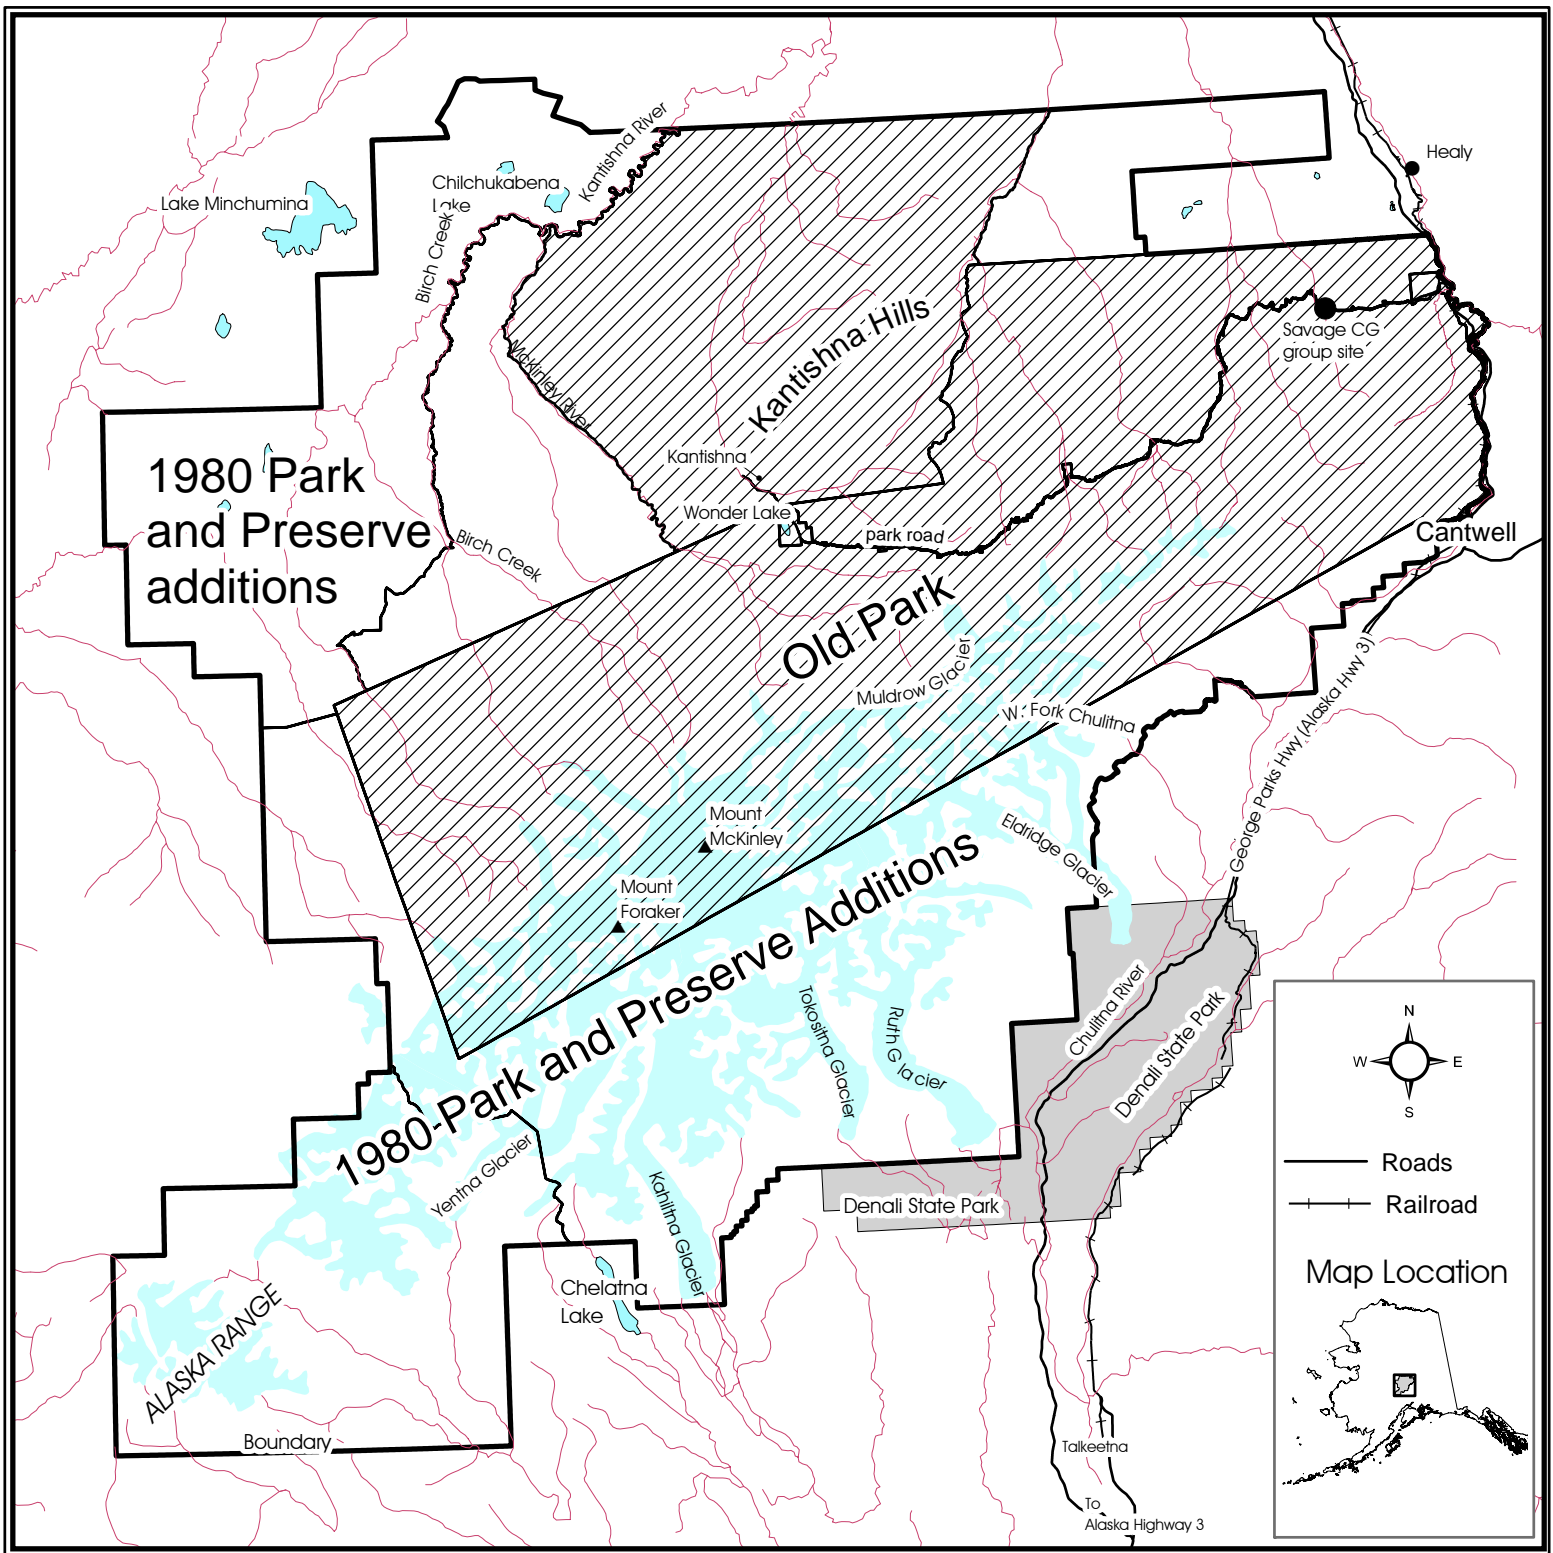 Healy
Kantishna River
Chilchukabena
Lake
Lake Minchumina
Birch Creek
Kantishna Hills
Savage CG
group site
McKinley River
Kantishna
1980 Park
and Preserve
additions
Wonder Lake
park road
Cantwell
Birch Creek
Old Park
Muldrow Glacier
W. Fork Chulitna
George Parks Hwy (Alaska Hwy 3)
Mount
McKinley
Eldridge Glacier
Mount
Foraker
1980-Park and Preserve Additions
Tokositna Glacier
Ruth Glacier
Chulitna River
Denali State Park
Yentna Glacier
Kahiltna Glacier
Denali State Park
Chelatna
Lake
ALASKA RANGE
Boundary
Talkeetna
To
Alaska Highway 3
N
W
E
S
Roads
Railroad
Map Location